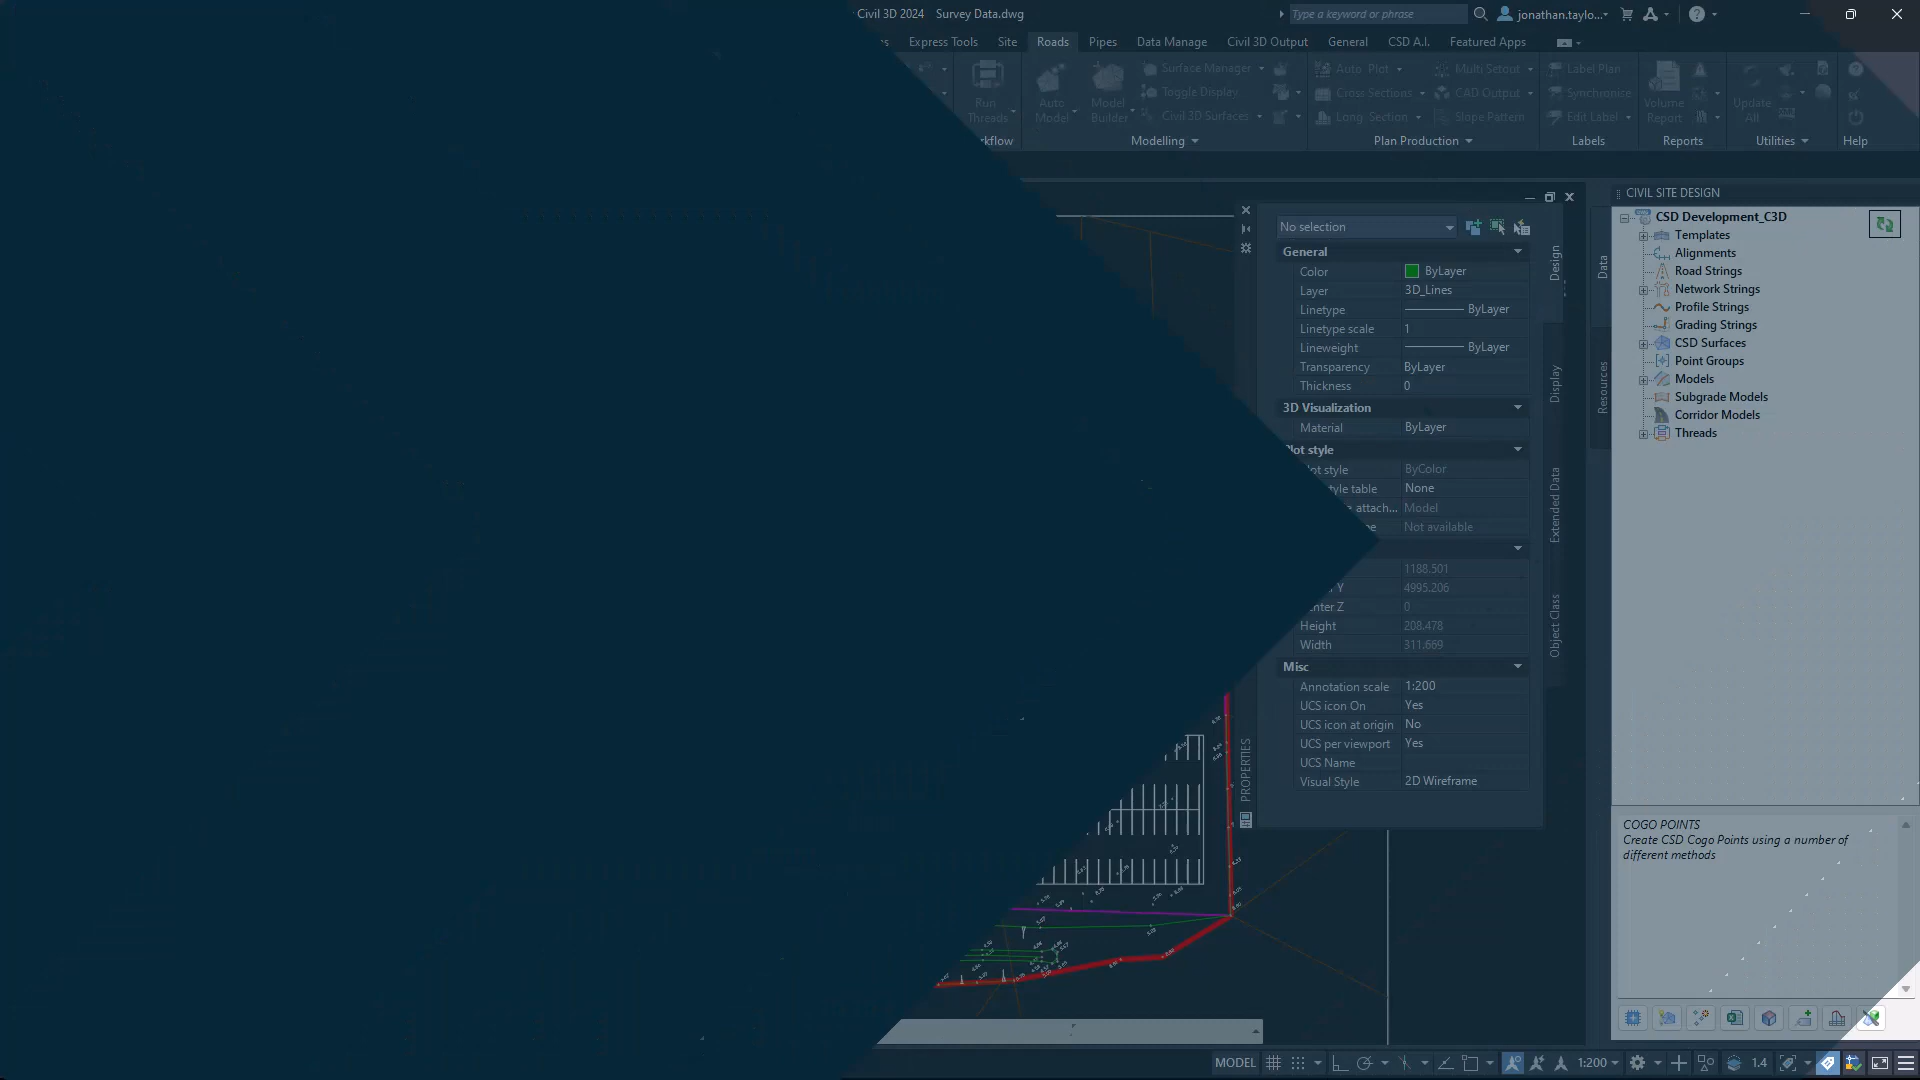 Civil 3D 2024 Survey Data.dwg
Type a keyword or phrase
jonathan.taylo...
Express Tools Site Roads Pipes Data Manage Civil 3D Output General CSD A.I. Featured Apps
Run Threads
Auto Model
Model Builder
Surface Manager
Toggle Display
Civil 3D Surfaces
Auto Plot
Cross Sections
Long Section
Multi Setout
CAD Output
Slope Pattern
Label Plan
Synchronise
Edit Label
Volume Report
Update All
Modelling Plan Production Labels Reports Utilities Help
No selection
General
Color ByLayer
Layer 3D_Lines
Linetype ByLayer
Linetype scale 1
Lineweight ByLayer
Transparency ByLayer
Thickness 0
3D Visualization
Material ByLayer
lot style
ot style ByColor
yle table None
attach... Model
Not available
1188.501
Y 4995.206
enter Z 0
Height 208.478
Width 311.669
Misc
Annotation scale 1:200
UCS icon On Yes
UCS icon at origin No
UCS per viewport Yes
UCS Name
Visual Style 2D Wireframe
PROPERTIES
Design
Display
Extended Data
Object Class
Data
Resources
CIVIL SITE DESIGN
CSD Development_C3D
Templates
Alignments
Road Strings
Network Strings
Profile Strings
Grading Strings
CSD Surfaces
Point Groups
Models
Subgrade Models
Corridor Models
Threads
COGO POINTS
Create CSD Cogo Points using a number of
different methods
MODEL 1:200 1.4